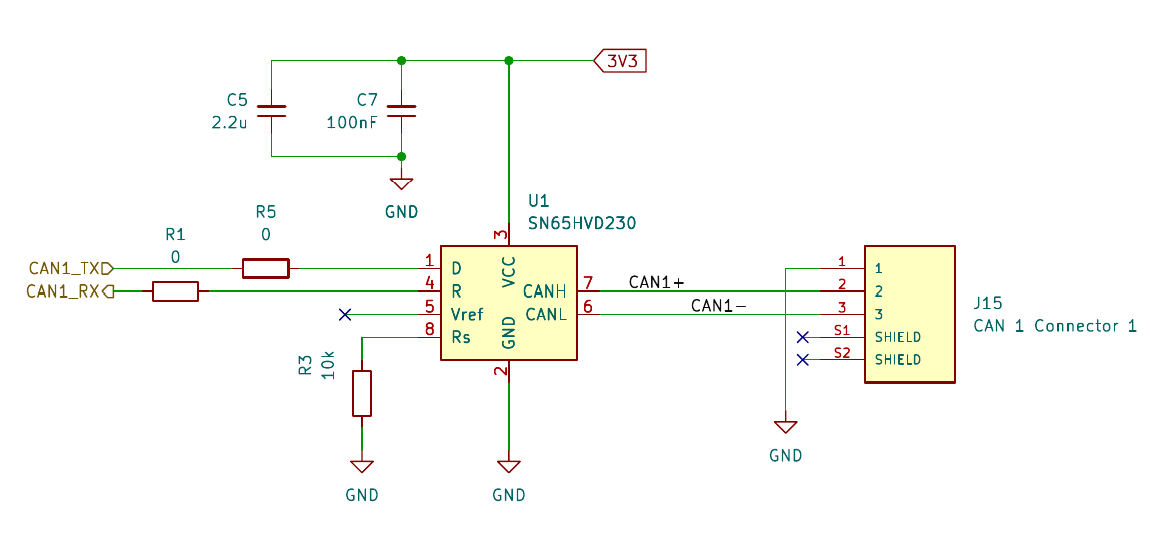 3V3
C5
2.2u
C7
100nF
GND
U1
SN65HVD230
R5
0
R1
0
CAN1_TX
CAN1_RX
1
4
5
8
D
R
Vref
Rs
3
VCC
GND
2
CANH
CANL
7
6
CAN1+
CAN1-
R3
10k
GND
GND
1
2
3
S1
S2
1
2
3
SHIELD
SHIELD
J15
CAN 1 Connector 1
GND